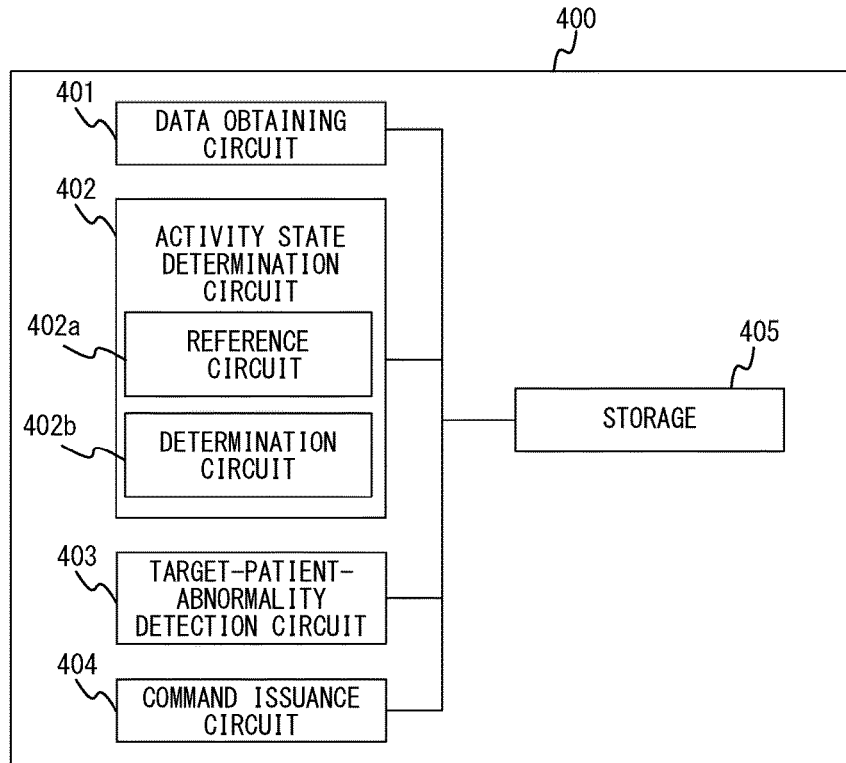 400
401
DATA OBTAINING
CIRCUIT
402
ACTIVITY STATE
DETERMINATION
CIRCUIT
402a
REFERENCE
CIRCUIT
402b
DETERMINATION
CIRCUIT
403
TARGET-PATIENT-
ABNORMALITY
DETECTION CIRCUIT
404
COMMAND ISSUANCE
CIRCUIT
405
STORAGE